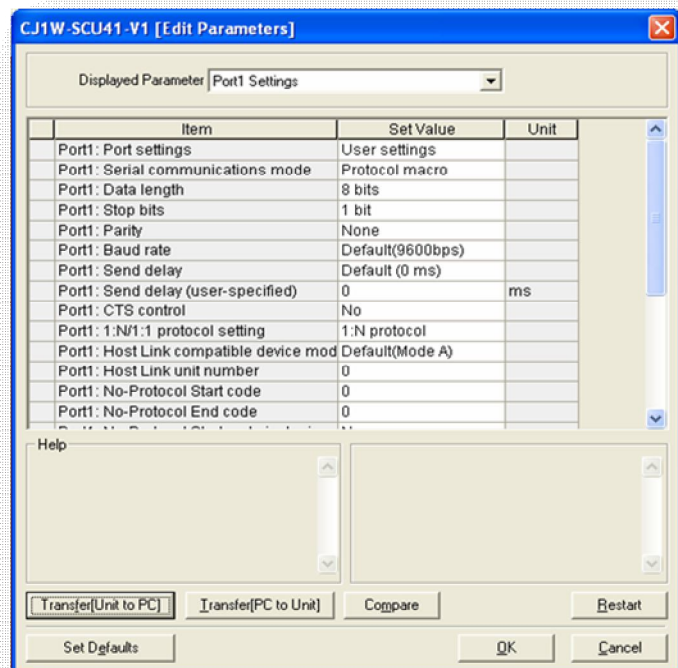 CJ1W-SCU41-V1 [Edit Parameters]
Displayed Parameter Port1 Settings
Item Set Value Unit
Port1: Port settings User settings
Port1: Serial communications mode Protocol macro
Port1: Data length 8 bits
Port1: Stop bits 1 bit
Port1: Parity None
Port1: Baud rate Default(9600bps)
Port1: Send delay Default (0 ms)
Port1: Send delay (user-specified) 0 ms
Port1: CTS control No
Port1: 1:N/1:1 protocol setting 1:N protocol
Port1: Host Link compatible device mod Default(Mode A)
Port1: Host Link unit number 0
Port1: No-Protocol Start code 0
Port1: No-Protocol End code 0
Help
Transfer[Unit to PC] Transfer[PC to Unit] Compare Restart
Set Defaults OK Cancel